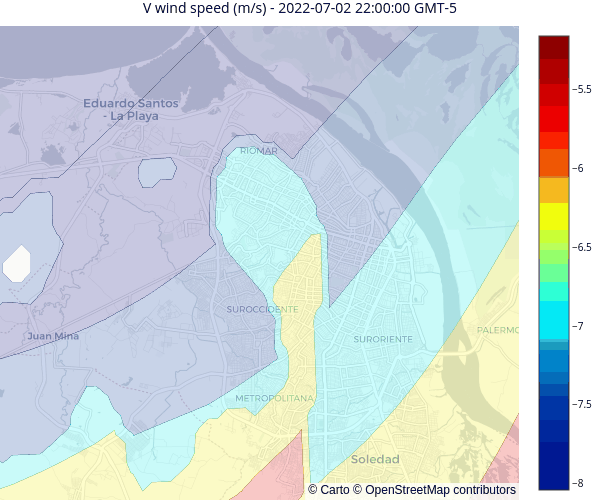 V wind speed (m/s) - 2022-07-02 22:00:00 GMT-5
Eduardo Santos
- La Playa
RIOMAR
SUROCCIDENTE
Juan Mina
SURORIENTE
PALERMO
METROPOLITANA
Soledad
−5.5
−6
−6.5
−7
−7.5
−8
© Carto © OpenStreetMap contributors